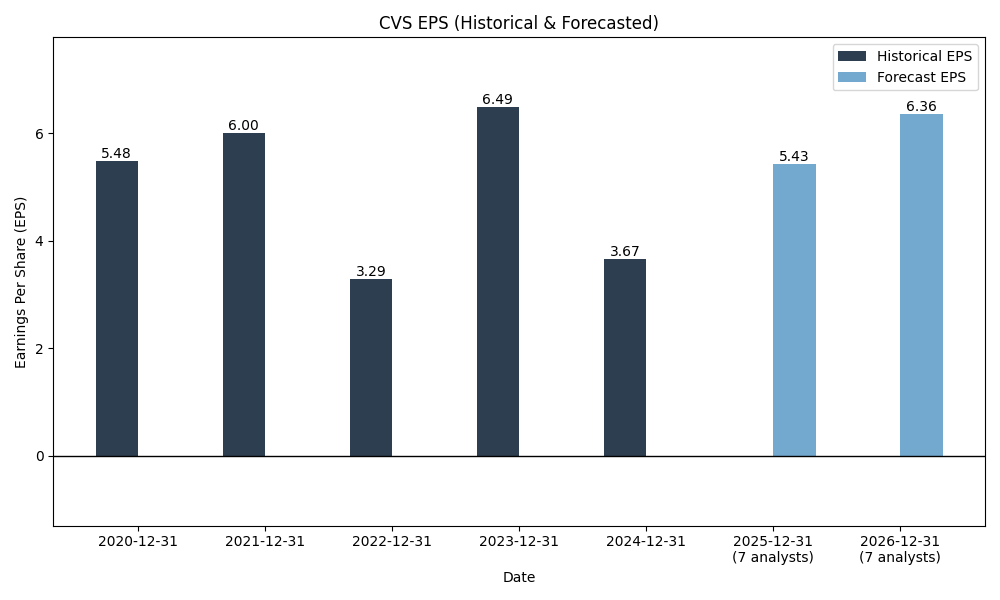 CVS EPS (Historical & Forecasted)
Historical EPS
Forecast EPS
Earnings Per Share (EPS)
6
4
2
0
5.48
6.00
3.29
6.49
3.67
5.43
6.36
2020-12-31
2021-12-31
2022-12-31
2023-12-31
2024-12-31
2025-12-31
(7 analysts)
2026-12-31
(7 analysts)
Date